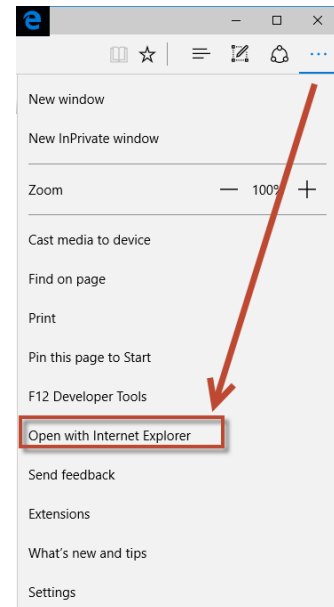 New window
New InPrivate window
Zoom — 100% +
Cast media to device
Find on page
Print
Pin this page to Start
F12 Developer Tools
Open with Internet Explorer
Send feedback
Extensions
What's new and tips
Settings